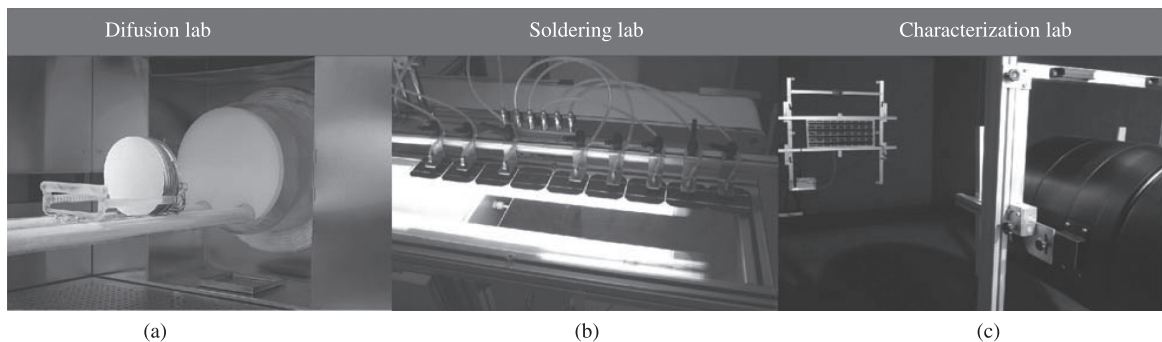 Difusion lab
Soldering lab
Characterization lab
(a)
(b)
(c)